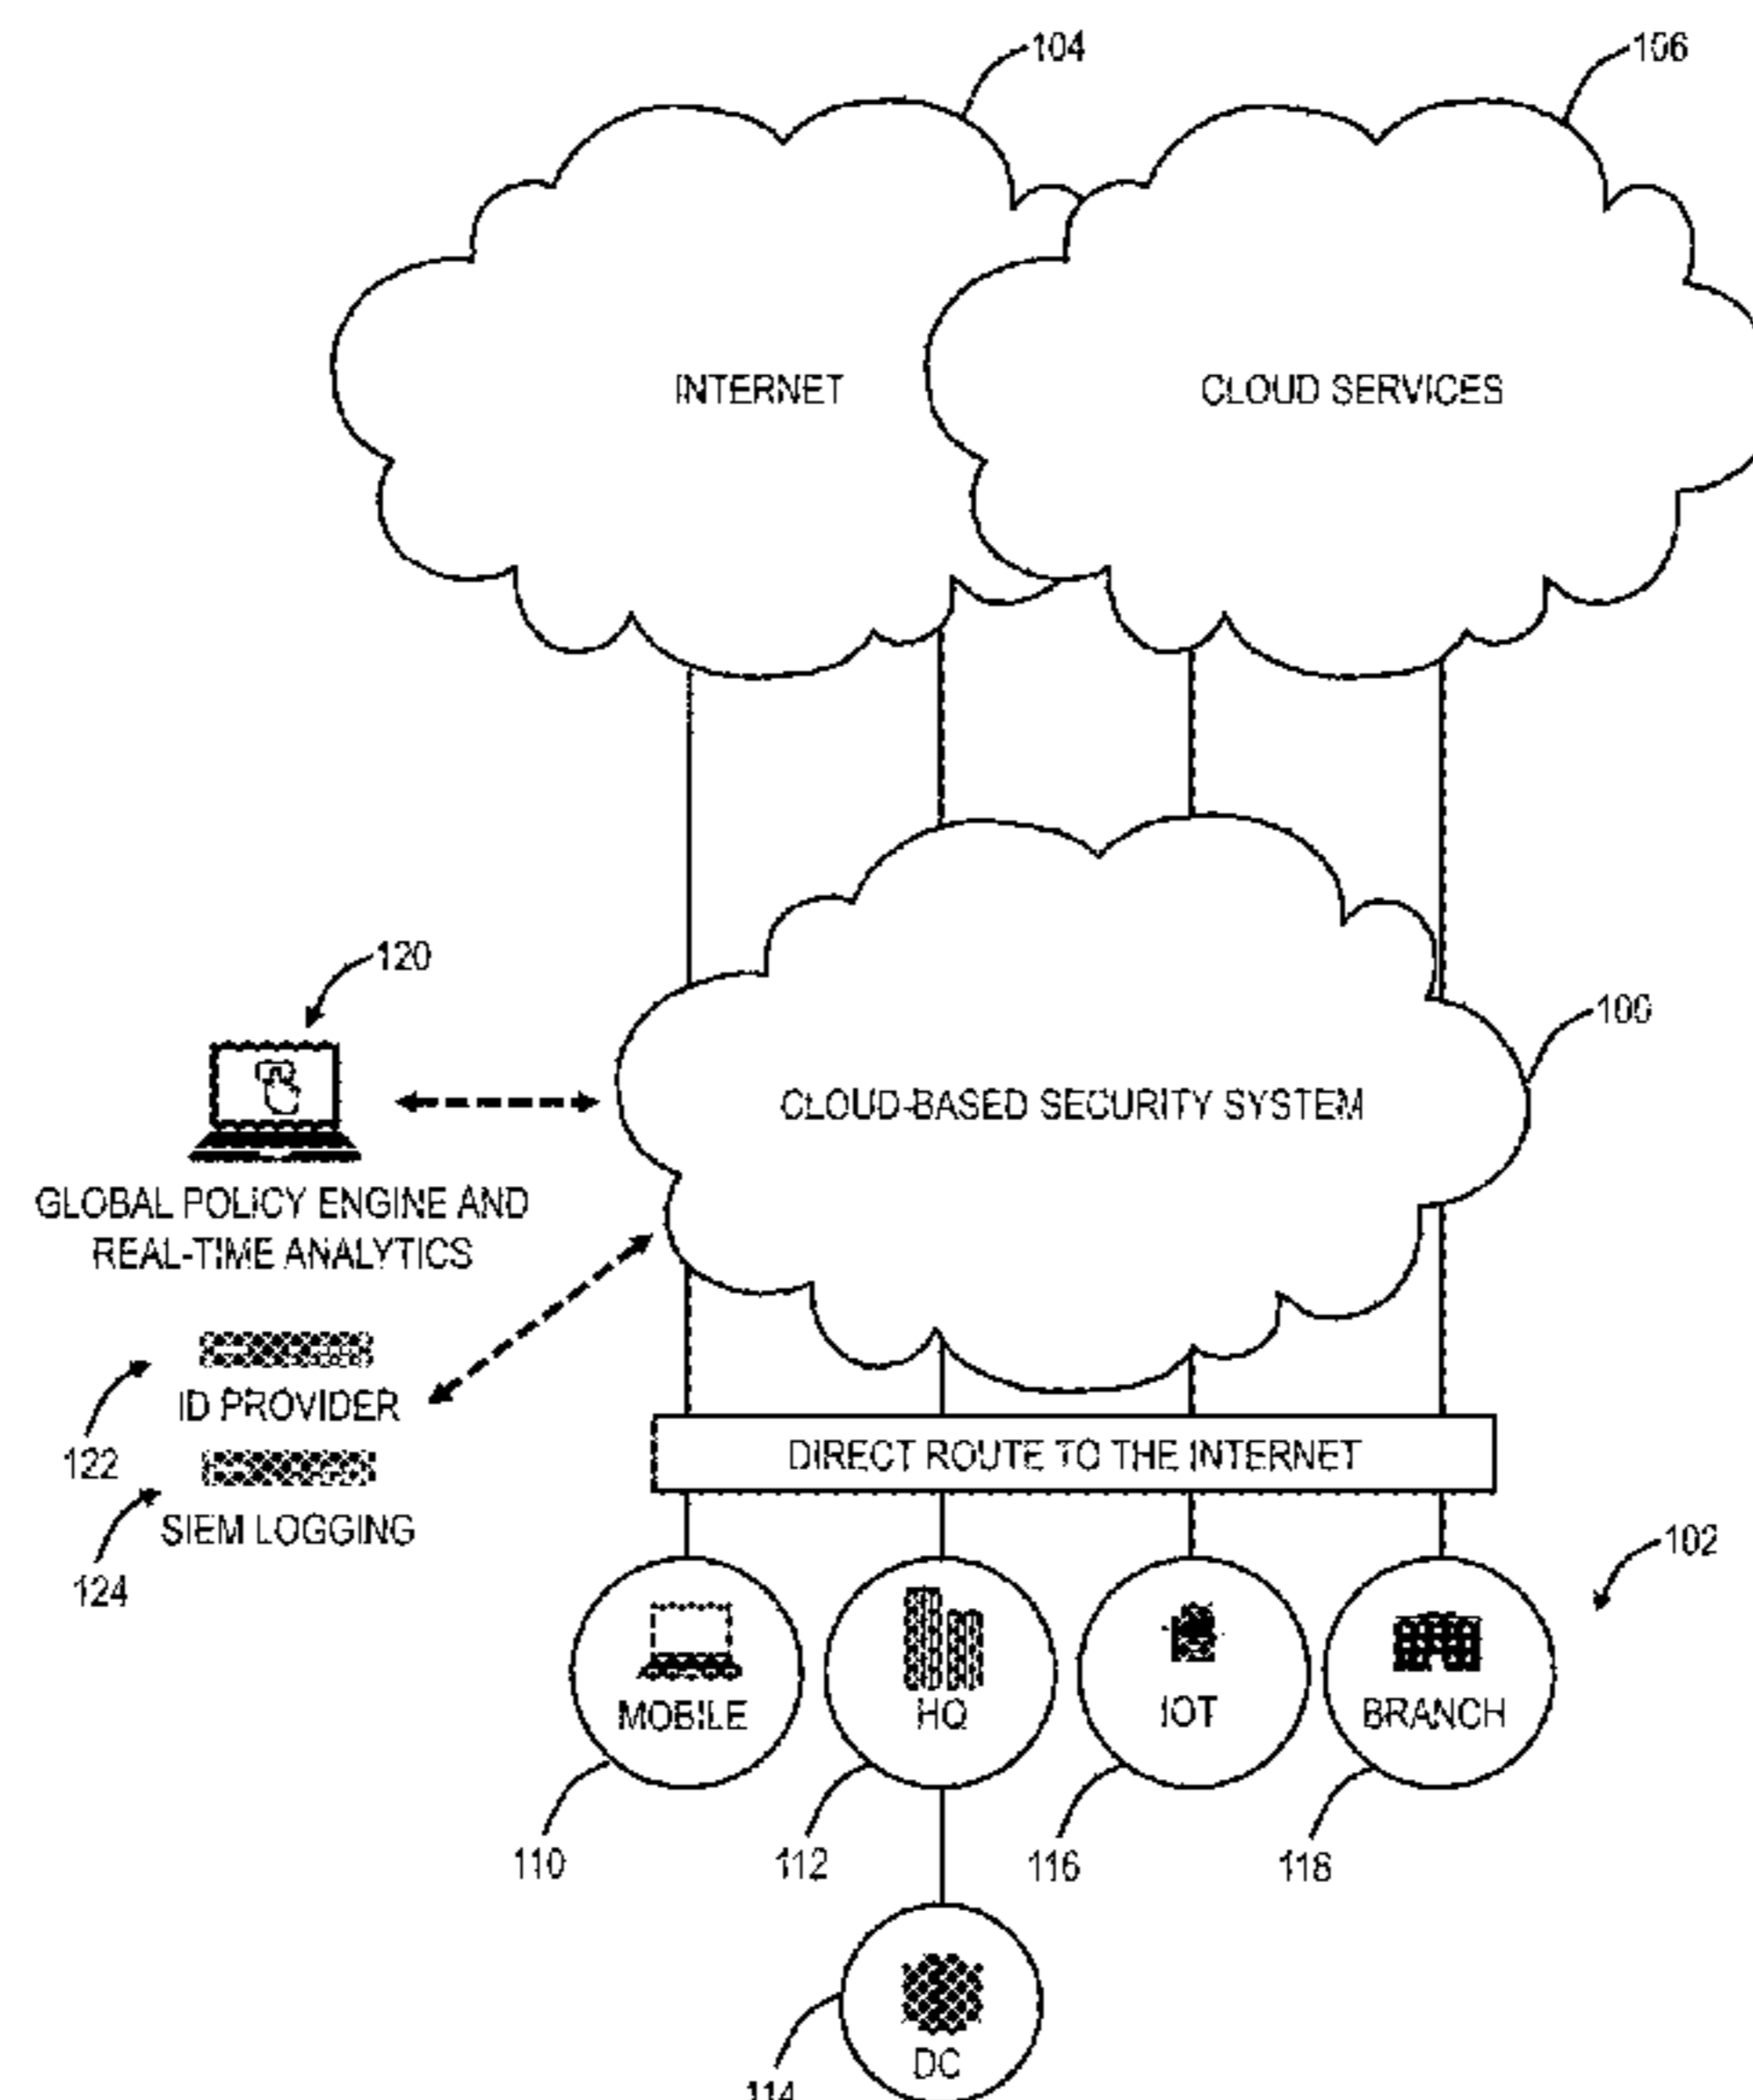 104
106
INTERNET
CLOUD SERVICES
120
100
CLOUD-BASED SECURITY SYSTEM
GLOBAL POLICY ENGINE AND
REAL-TIME ANALYTICS
ID PROVIDER
122
DIRECT ROUTE TO THE INTERNET
SIEM LOGGING
124
102
MOBILE
HQ
IOT
BRANCH
110
112
116
118
DC
114